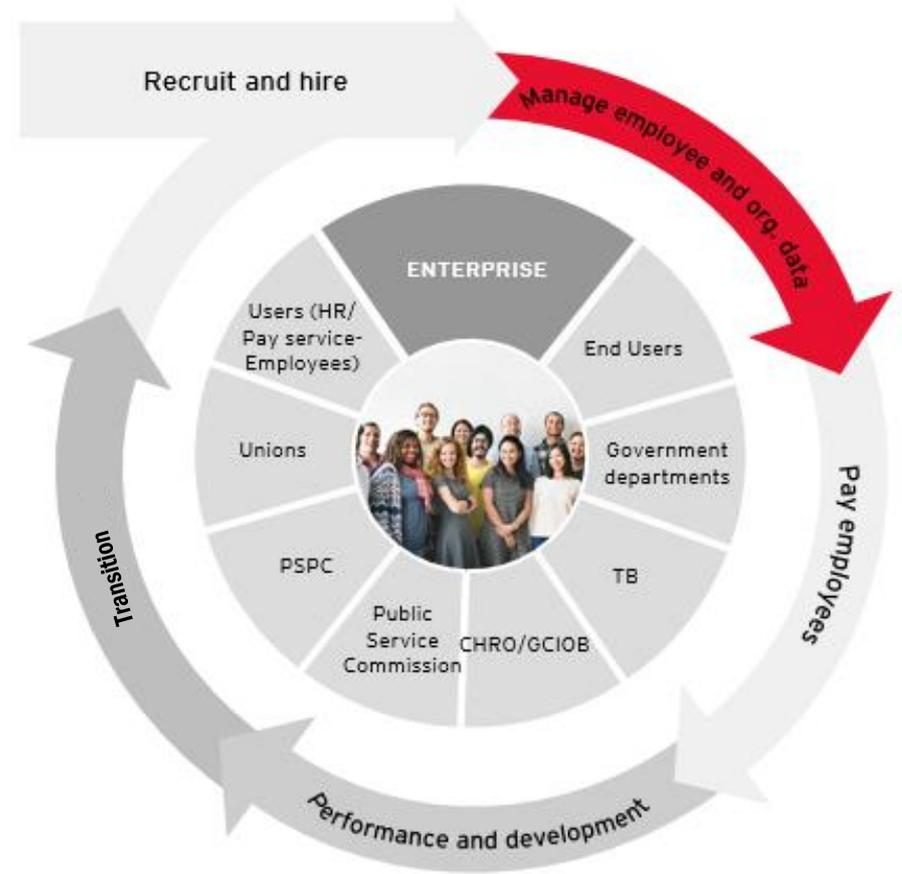 Recruit and hire
Manage employee and org. data
ENTERPRISE
Users (HR/
Pay service-
Employees)
End Users
Unions
Government
departments
Pay employees
Transition
PSPC
TB
Public
Service
Commission
CHRO/GCIOB
Performance and development